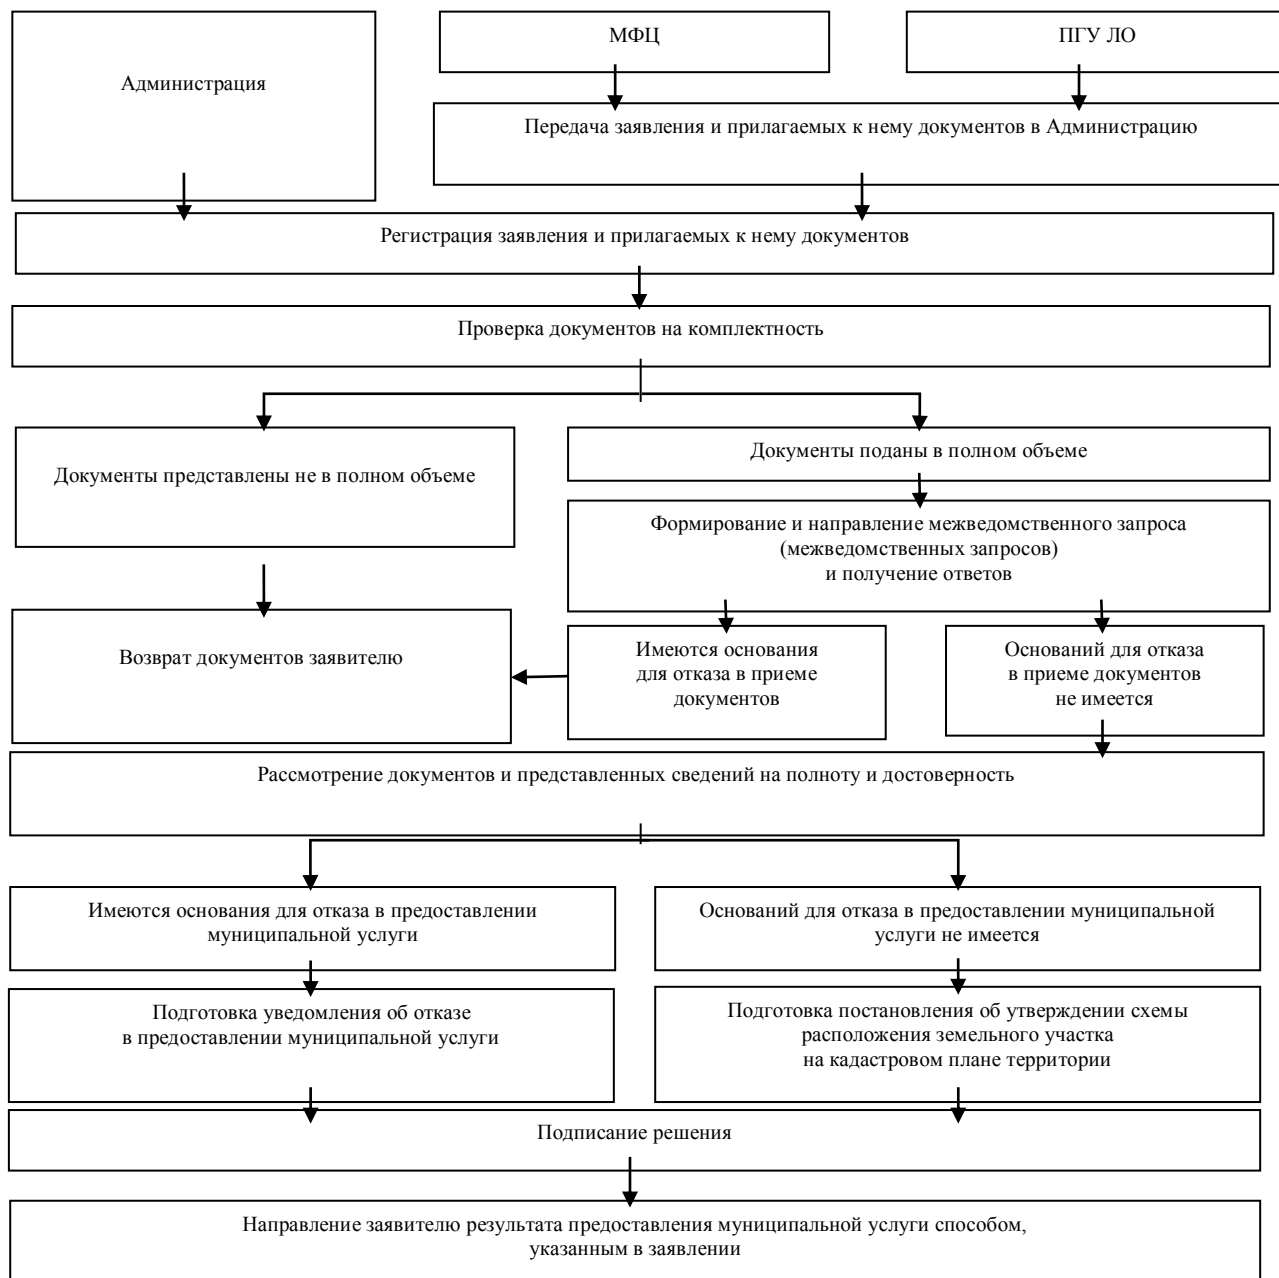 МФЦ
ПГУ ЛО
Администрация
Передача заявления и прилагаемых к нему документов в Администрацию
Регистрация заявления и прилагаемых к нему документов
Проверка документов на комплектность
Документы представлены не в полном объеме
Документы поданы в полном объеме
Формирование и направление межведомственного запроса
(межведомственных запросов)
и получение ответов
Возврат документов заявителю
Имеются основания
для отказа в приеме
документов
Оснований для отказа
в приеме документов
не имеется
Рассмотрение документов и представленных сведений на полноту и достоверность
Имеются основания для отказа в предоставлении
муниципальной услуги
Оснований для отказа в предоставлении муниципальной
услуги не имеется
Подготовка уведомления об отказе
в предоставлении муниципальной услуги
Подготовка постановления об утверждении схемы
расположения земельного участка
на кадастровом плане территории
Подписание решения
Направление заявителю результата предоставления муниципальной услуги способом,
указанным в заявлении